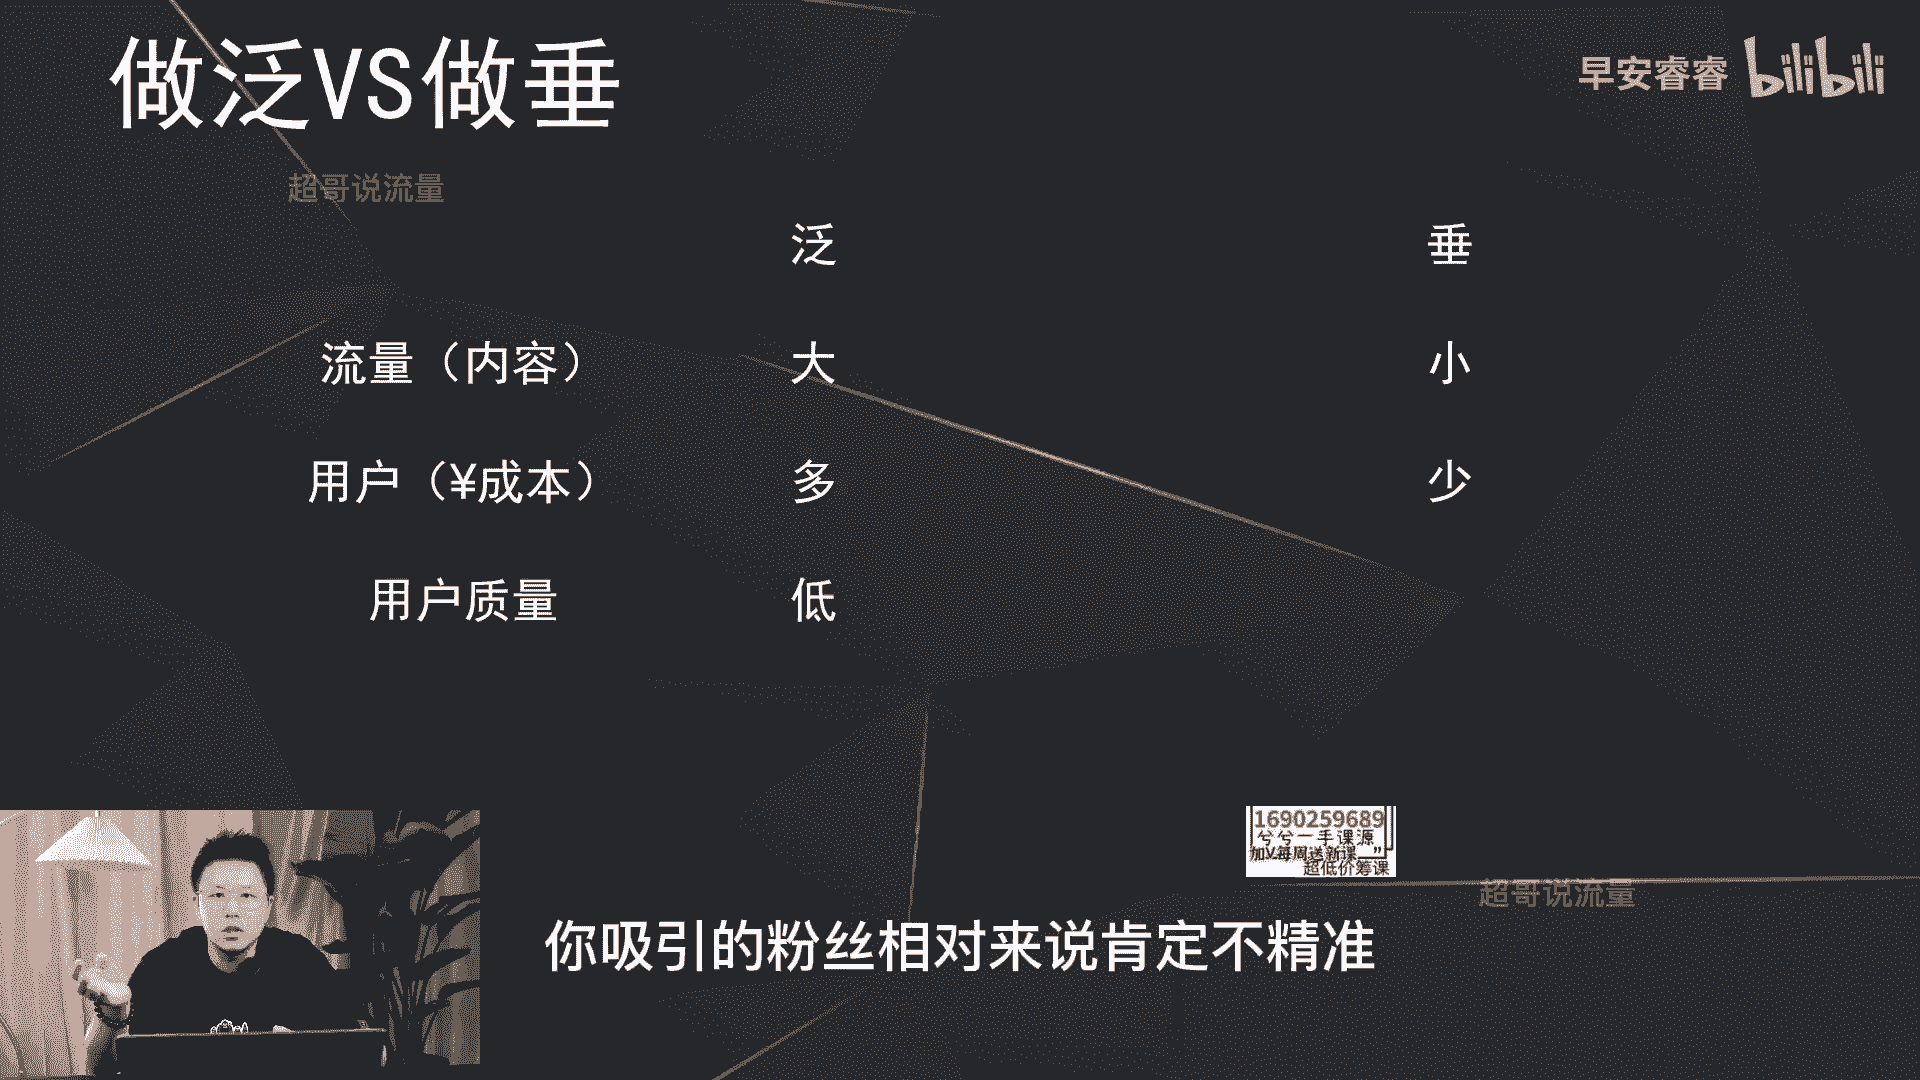 做泛VS做垂
早安睿睿 bilibili
超哥说流量
泛 垂
流量（内容） 大 小
用户（¥成本） 多 少
用户质量 低
1690259689
兮兮一手课源
加V每周送新课
超低价筹课
超哥说流量
你吸引的粉丝相对来说肯定不精准